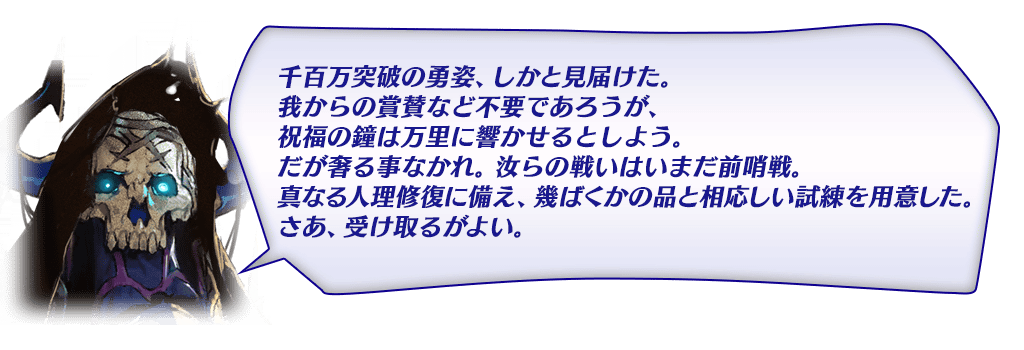 千百万突破の勇姿、しかと見届けた。
我からの賞賛など不要であろうが、
祝福の鐘は万里に響かせるとしよう。
だが奢る事なかれ。汝らの戦いはいまだ前哨戦。
真なる人理修復に備え、幾ばくかの品と相応しい試練を用意した。
さあ、受け取るがよい。